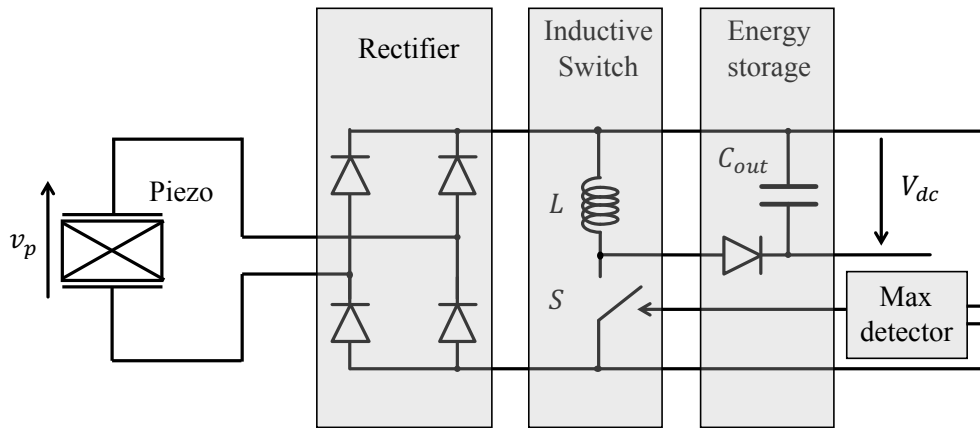 Rectifier
Inductive
Switch
Energy
storage
Piezo
v_p
L
C_out
V_dc
S
Max
detector